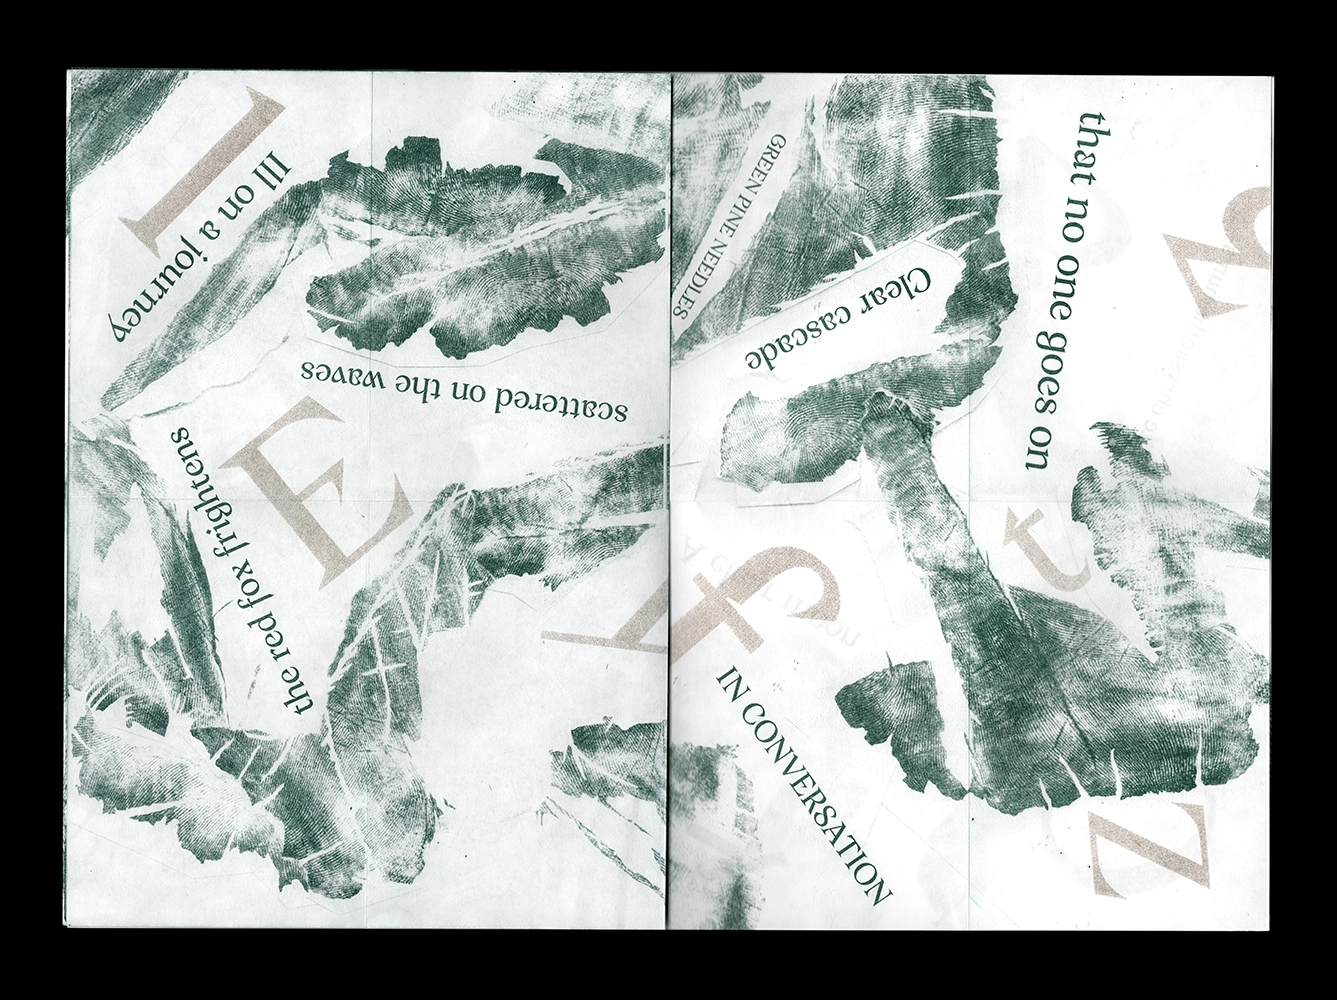 I
Ill on a journey
scattered on the waves
E
the red fox frightens
GREEN PINE NEEDLES
Clear cascade
that no one goes on
f
t
IN CONVERSATION
z